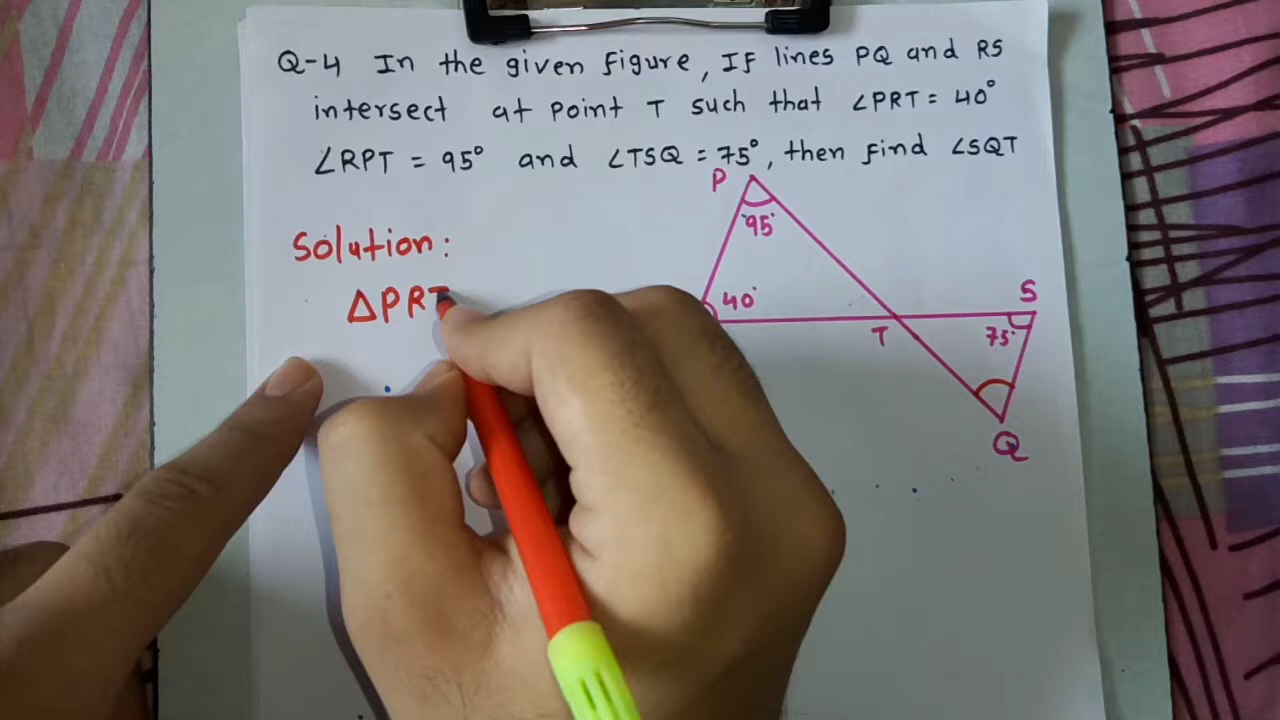 Q-4 In the given figure, If lines PQ and RS
intersect at point T such that ∠PRT = 40°
∠RPT = 95° and ∠TSQ = 75°, then find ∠SQT
P
95°
Solution:
S
40°
ΔPRT
T
75°
Q